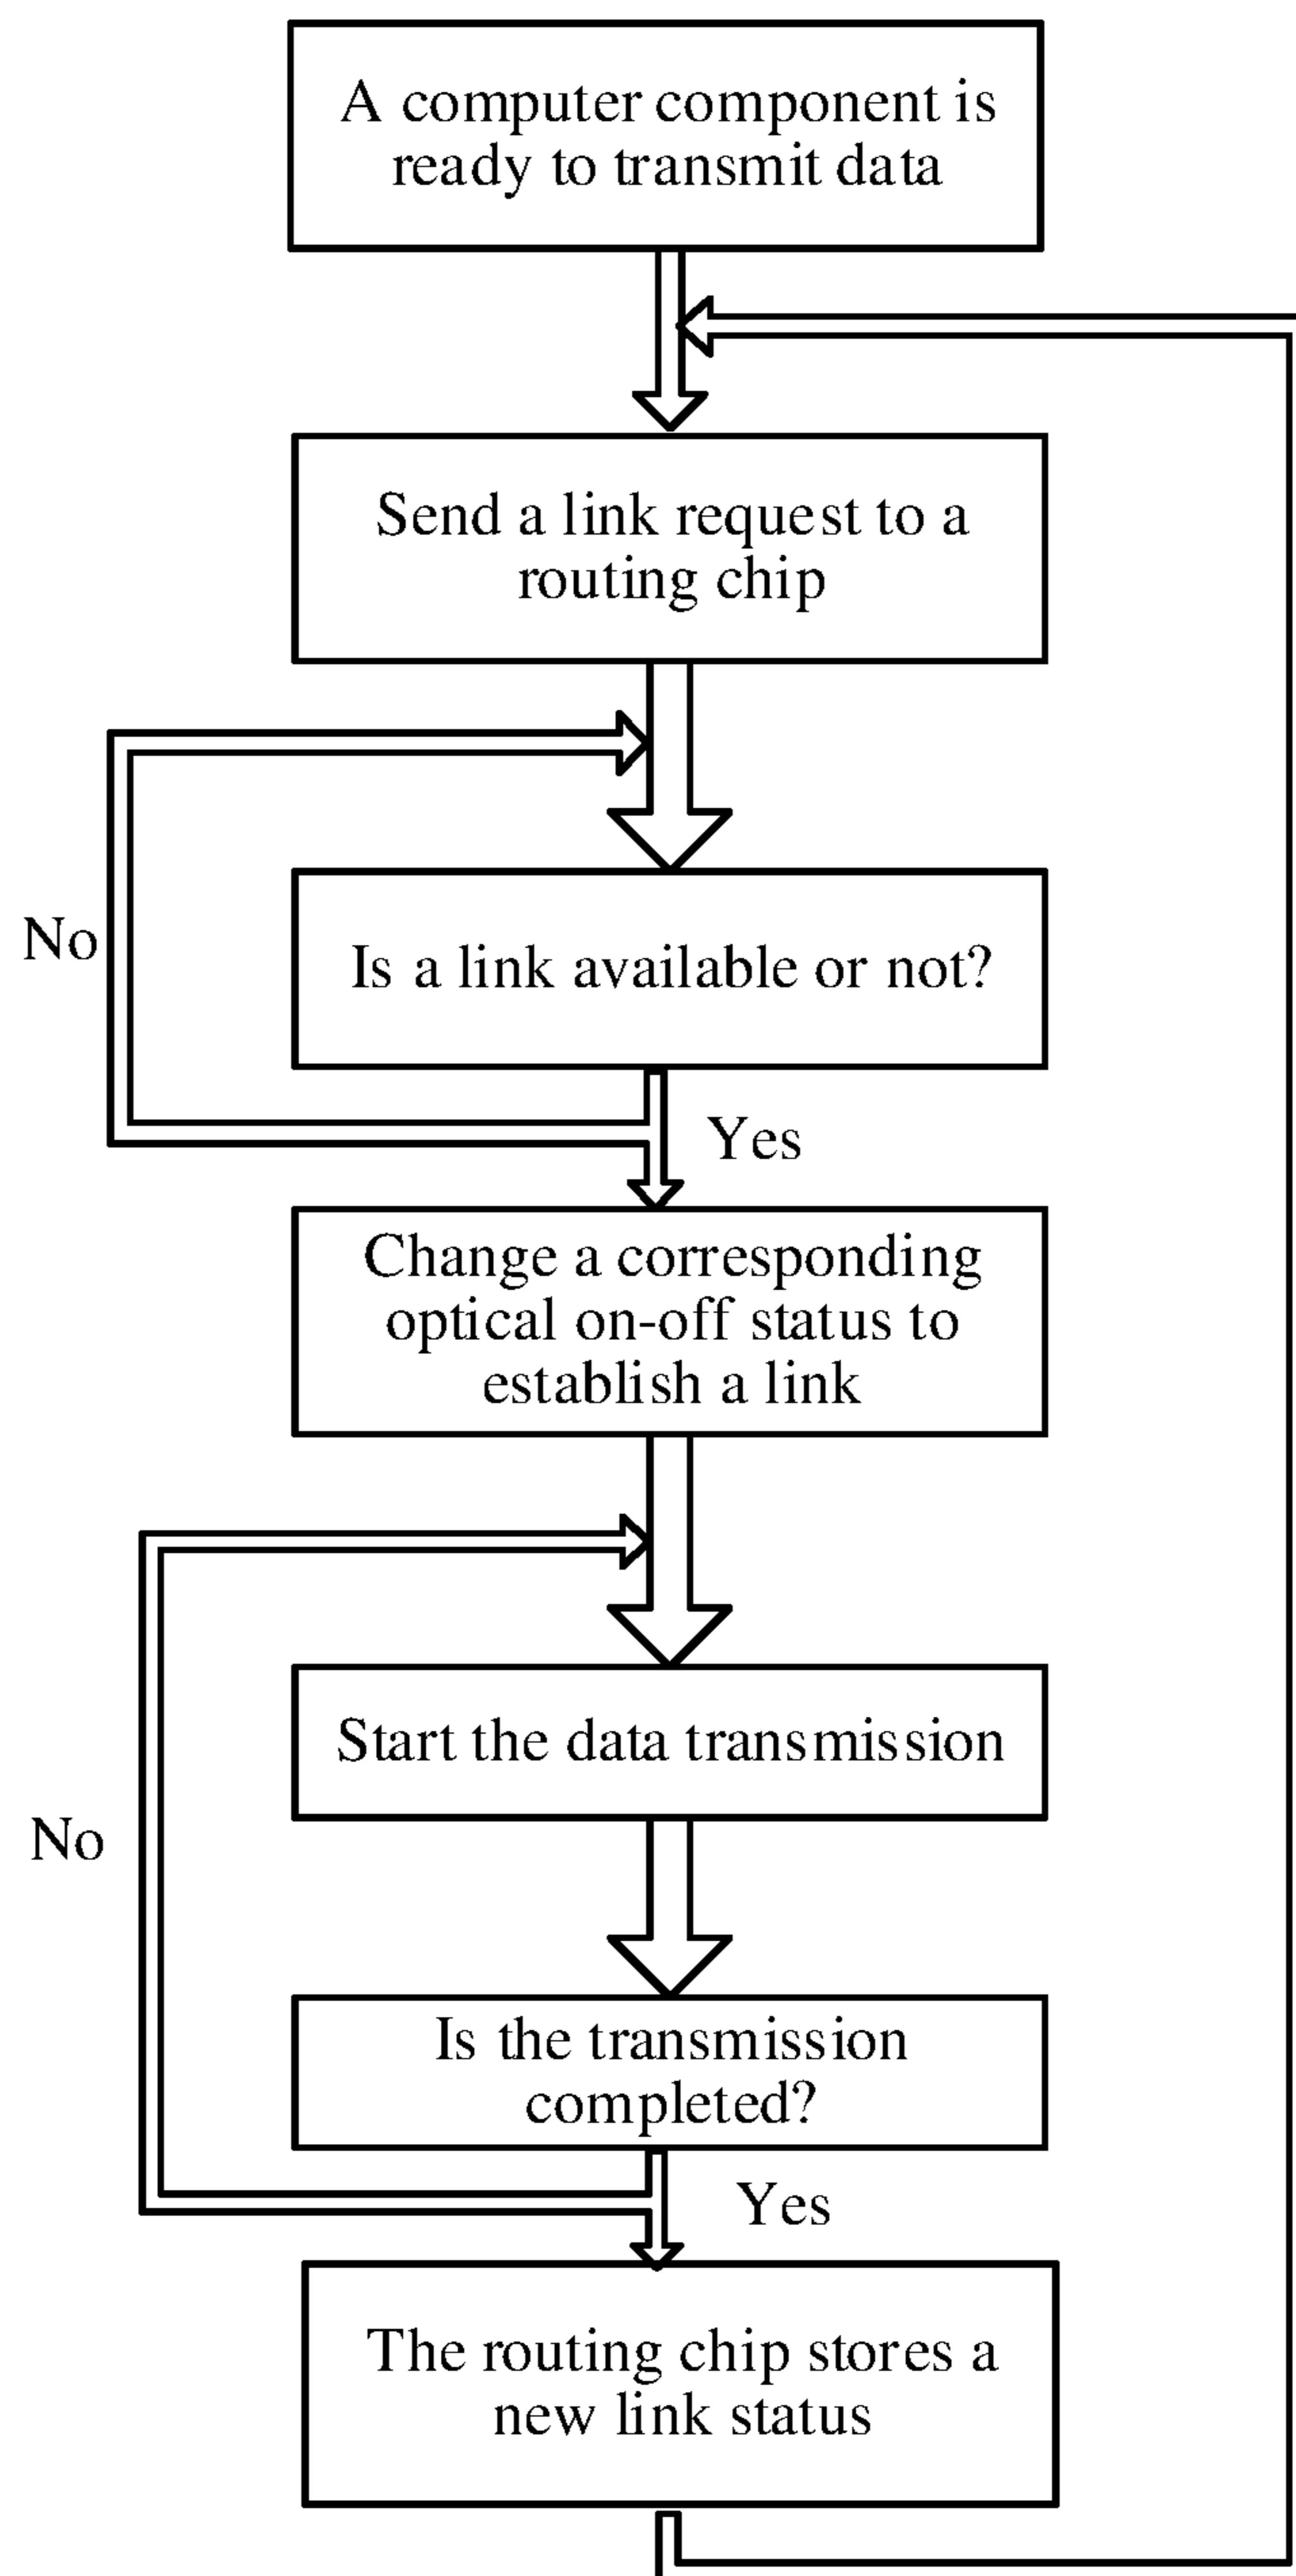 A computer component is
ready to transmit data
Send a link request to a
routing chip
No
Is a link available or not?
Yes
Change a corresponding
optical on-off status to
establish a link
Start the data transmission
No
Is the transmission
completed?
Yes
The routing chip stores a
new link status